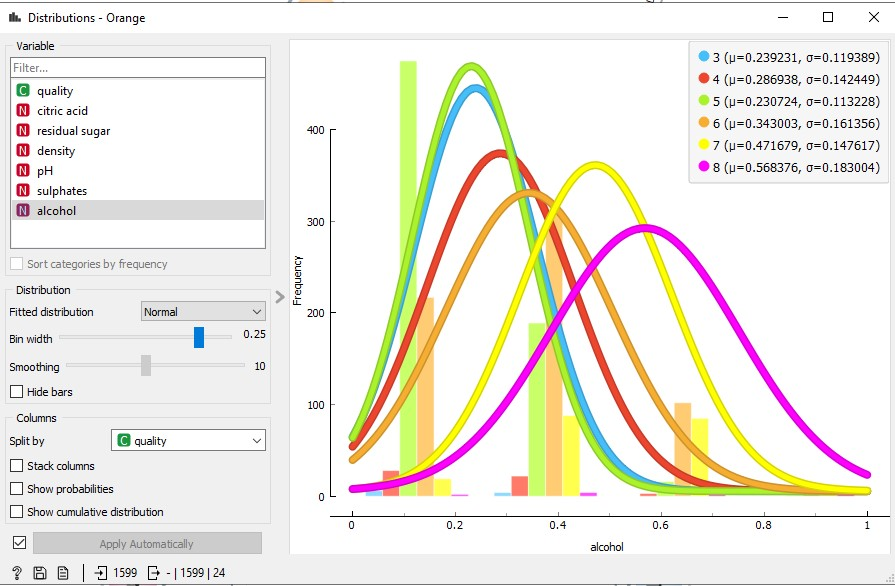 Distributions - Orange
Variable
Filter...
C quality
N citric acid
N residual sugar
N density
N pH
N sulphates
N alcohol
Sort categories by frequency
Distribution
Fitted distribution Normal
Bin width 0.25
Smoothing 10
Hide bars
Columns
Split by C quality
Stack columns
Show probabilities
Show cumulative distribution
Apply Automatically
? 1599 - | 1599 | 24
3 (μ=0.239231, σ=0.119389)
4 (μ=0.286938, σ=0.142449)
5 (μ=0.230724, σ=0.113228)
6 (μ=0.343003, σ=0.161356)
7 (μ=0.471679, σ=0.147617)
8 (μ=0.568376, σ=0.183004)
Frequency
400
300
200
100
0
0 0.2 0.4 0.6 0.8 1
alcohol